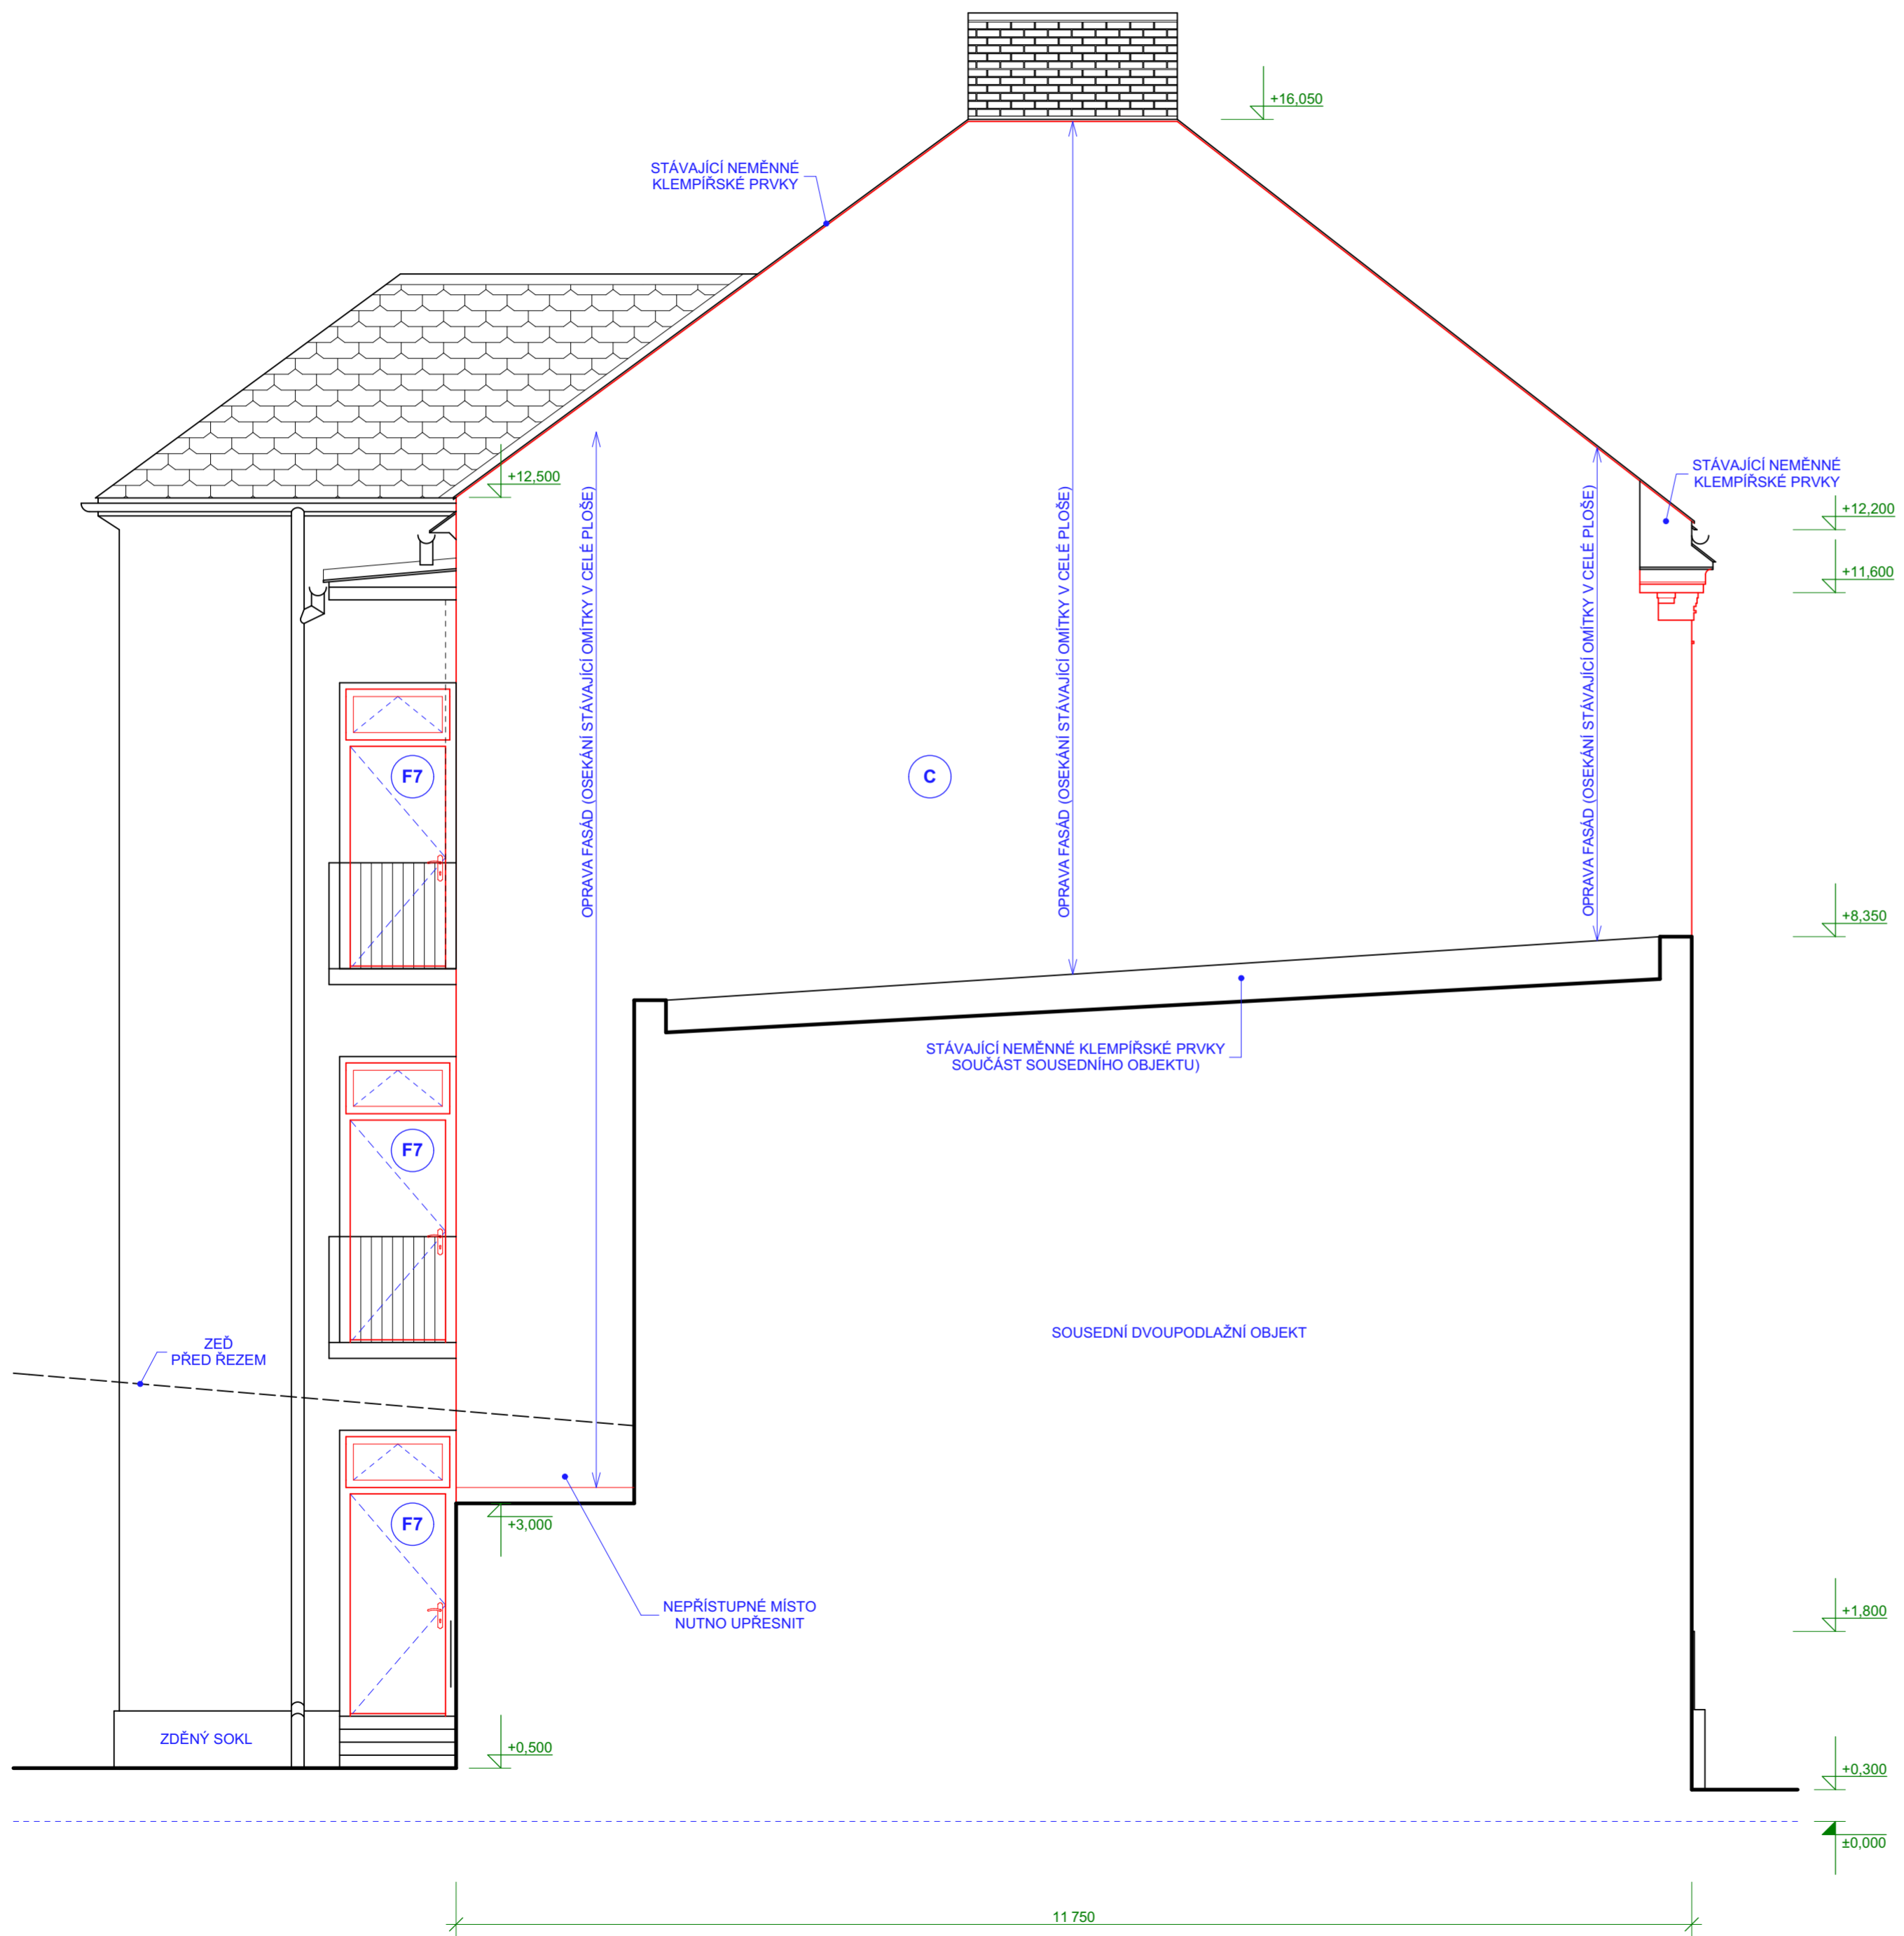 +16,050
STÁVAJÍCÍ NEMĚNNÉ
KLEMPÍŘSKÉ PRVKY
STÁVAJÍCÍ NEMĚNNÉ
KLEMPÍŘSKÉ PRVKY
+12,500
+12,200
+11,600
OPRAVA FASÁD (OSEKÁNÍ STÁVAJÍCÍ OMÍTKY V CELÉ PLOŠE)
OPRAVA FASÁD (OSEKÁNÍ STÁVAJÍCÍ OMÍTKY V CELÉ PLOŠE)
OPRAVA FASÁD (OSEKÁNÍ STÁVAJÍCÍ OMÍTKY V CELÉ PLOŠE)
F7
C
+8,350
STÁVAJÍCÍ NEMĚNNÉ KLEMPÍŘSKÉ PRVKY
SOUČÁST SOUSEDNÍHO OBJEKTU)
F7
SOUSEDNÍ DVOUPODLAŽNÍ OBJEKT
ZEĎ
PŘED ŘEZEM
F7
+3,000
NEPŘÍSTUPNÉ MÍSTO
NUTNO UPŘESNIT
+1,800
ZDĚNÝ SOKL
+0,500
+0,300
±0,000
11 750